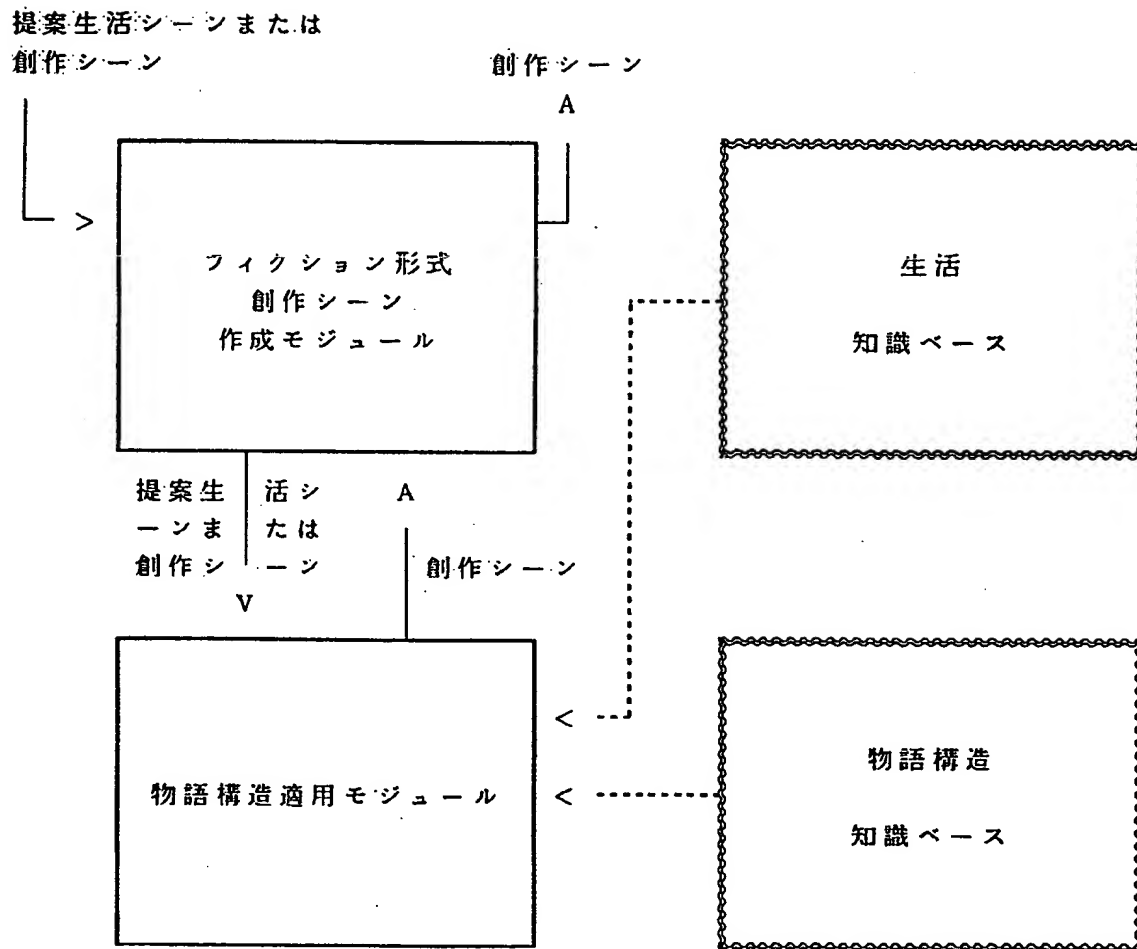 提案生活シーンまたは
創作シーン
創作シーン
A
>
フィクション形式
創作シーン
作成モジュール
生活
知識ベース
提案生活シ
ーンまたは
創作シーン
V
A
創作シーン
<
物語構造適用モジュール
<
物語構造
知識ベース